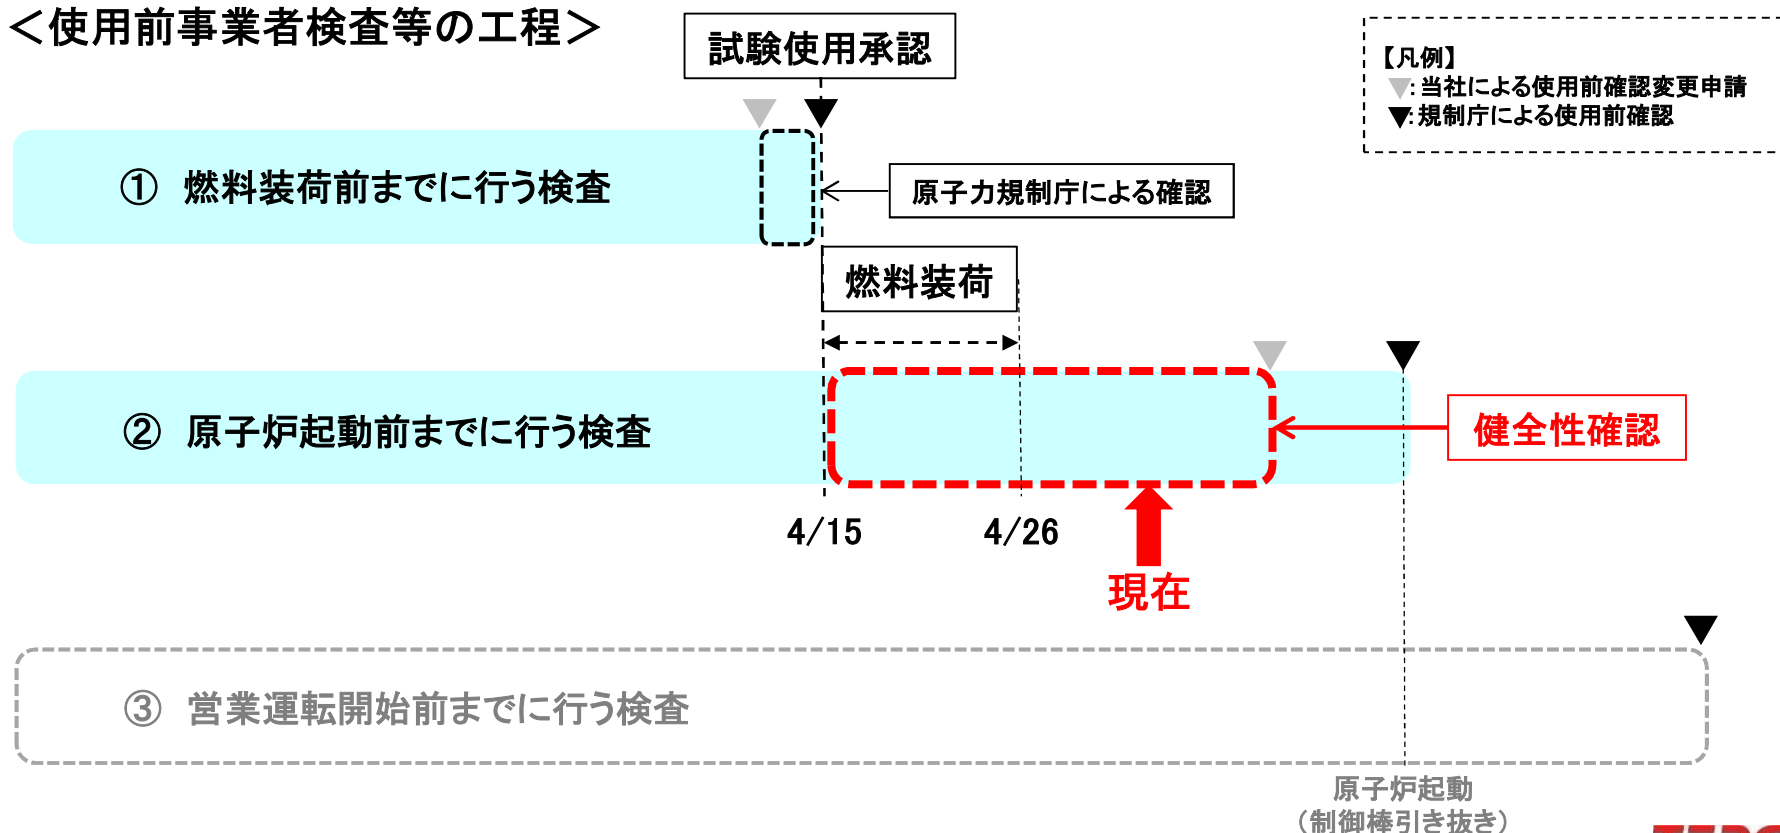 ＜使用前事業者検査等の工程＞
試験使用承認
【凡例】
▼: 当社による使用前確認変更申請
▼: 規制庁による使用前確認
① 燃料装荷前までに行う検査
原子力規制庁による確認
燃料装荷
② 原子炉起動前までに行う検査
健全性確認
4/15
4/26
現在
③ 営業運転開始前までに行う検査
原子炉起動
（制御棒引き抜き）